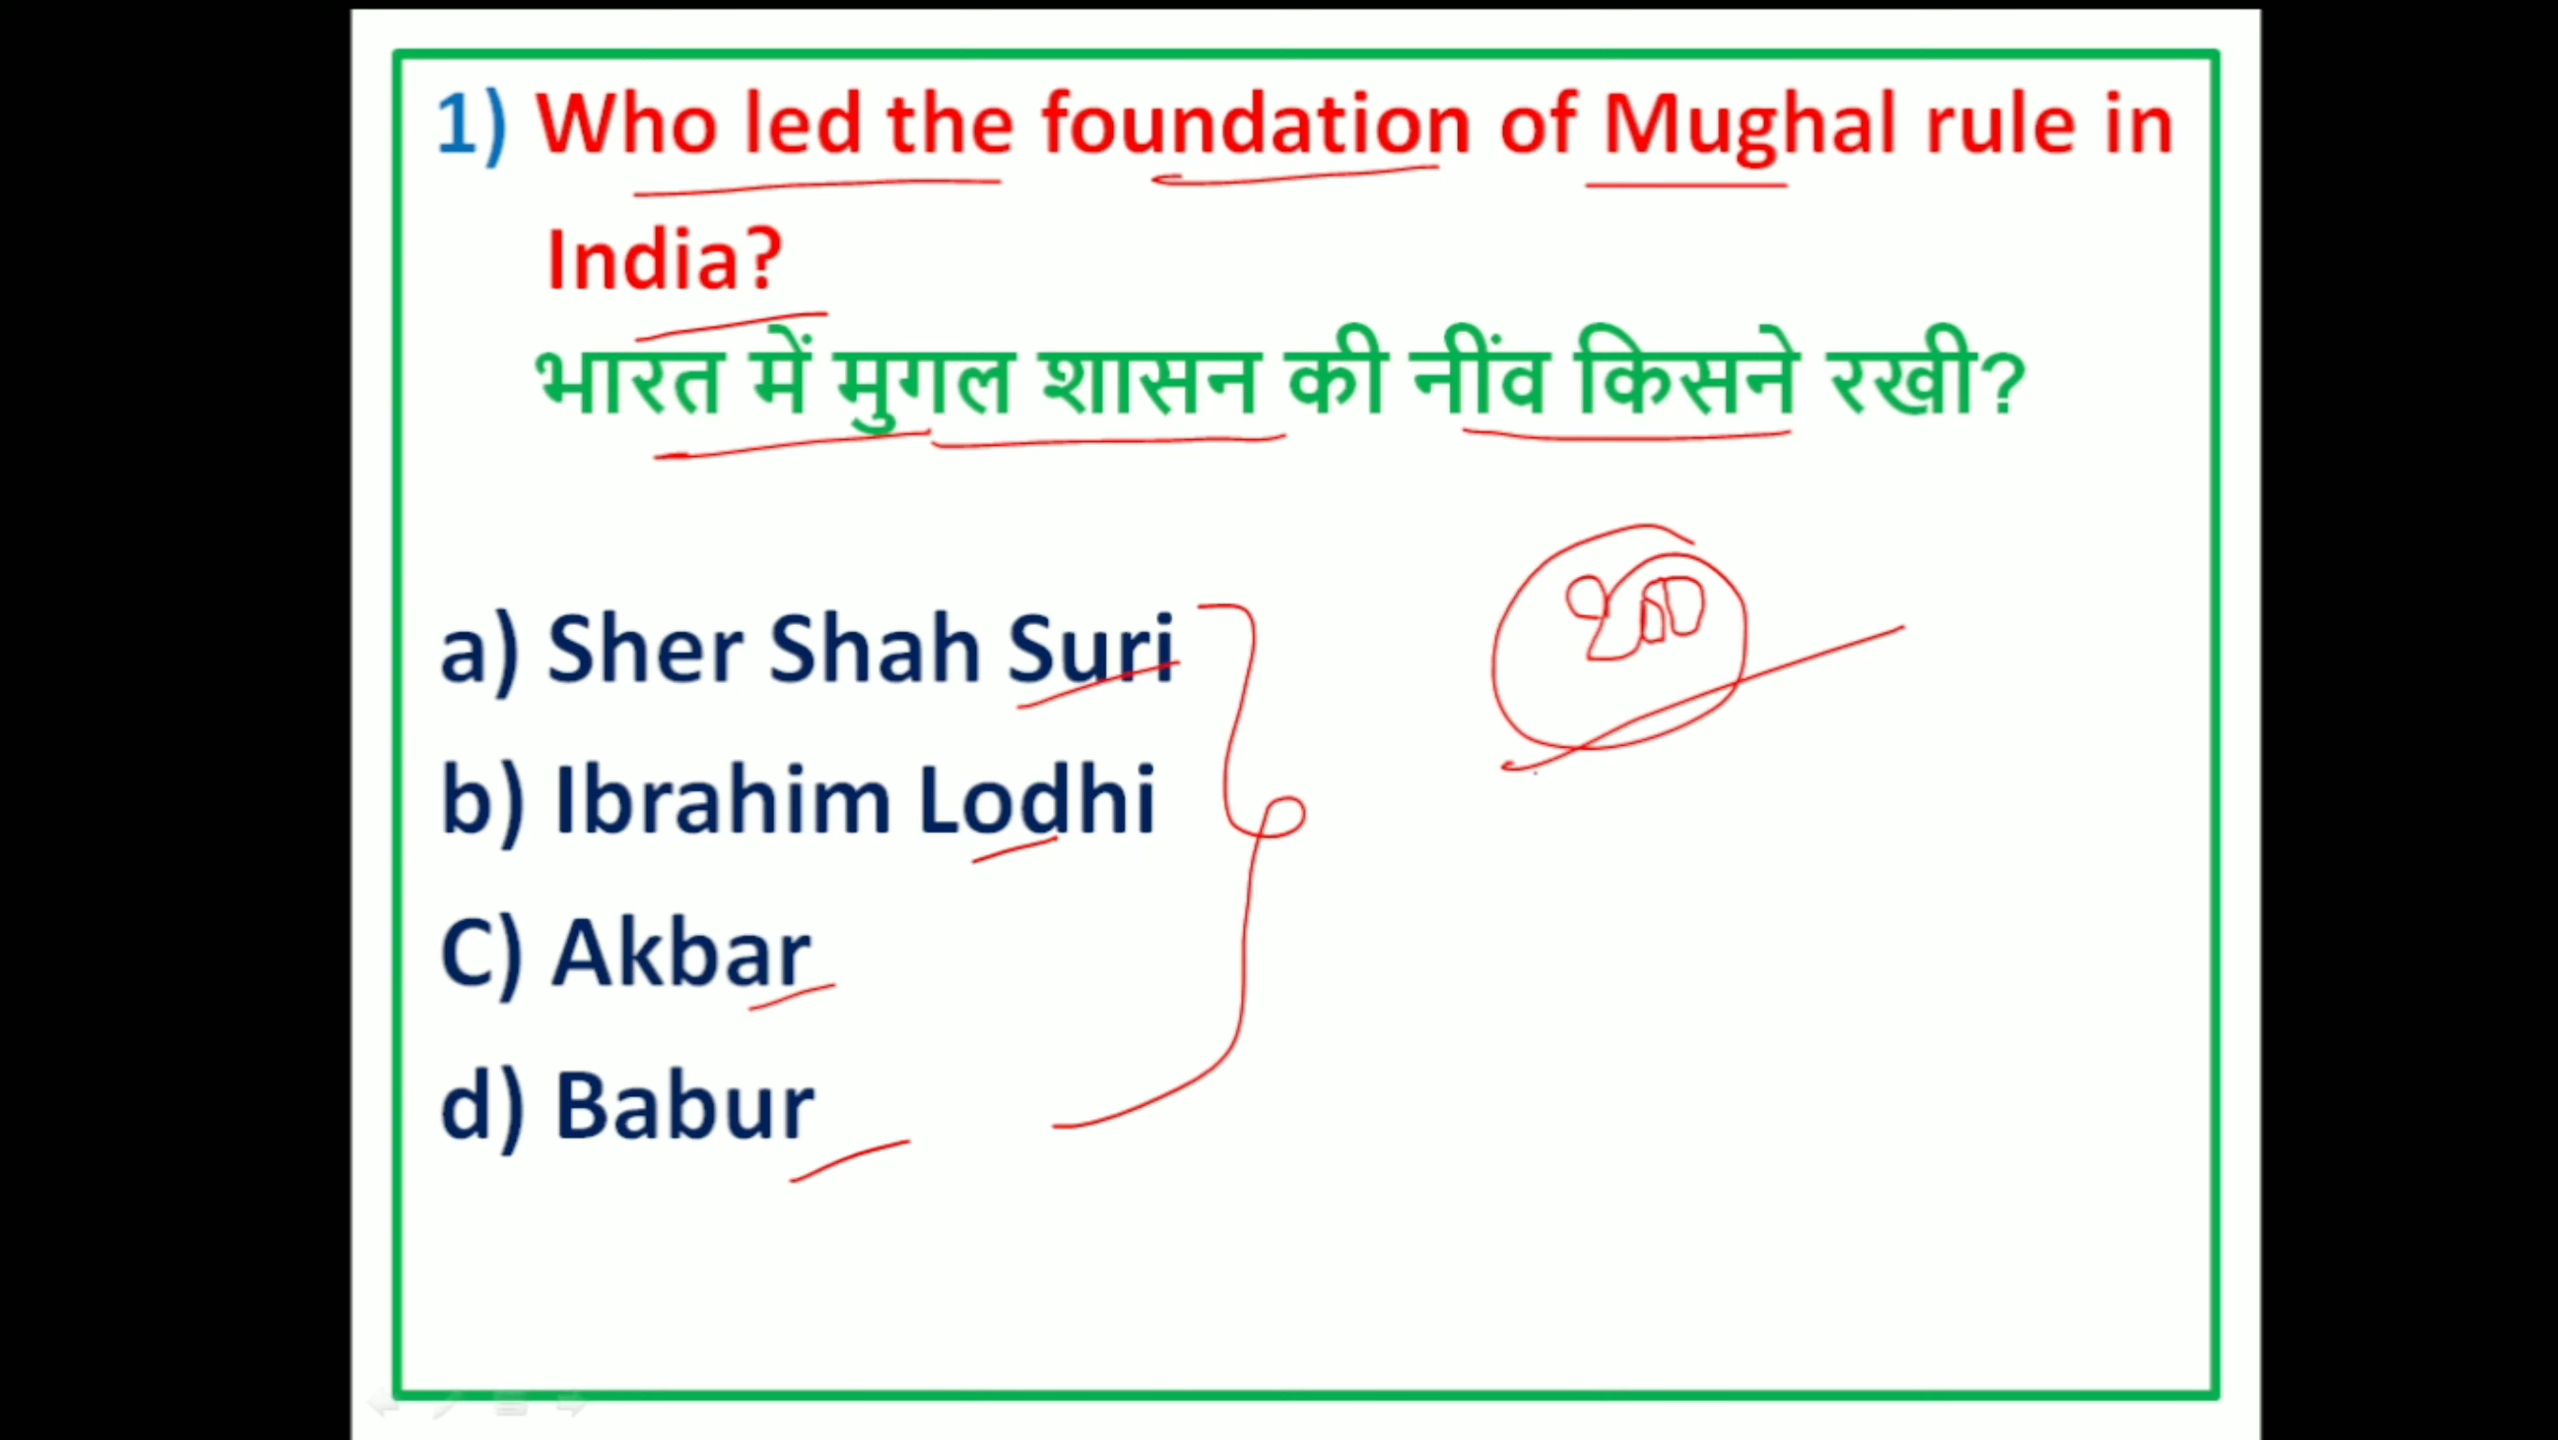 1) Who led the foundation of Mughal rule in
India?
भारत में मुगल शासन की नींव किसने रखी?
a) Sher Shah Suri
b) Ibrahim Lodhi
C) Akbar
d) Babur